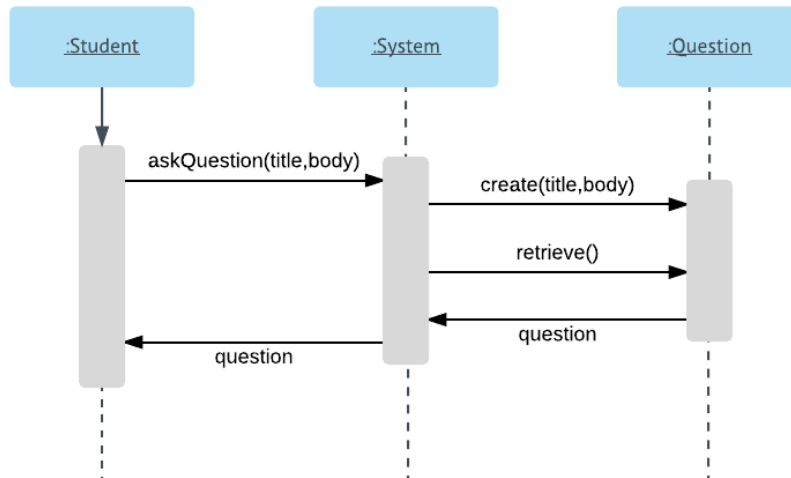 :Student
:System
:Question
askQuestion(title,body)
create(title,body)
retrieve()
question
question